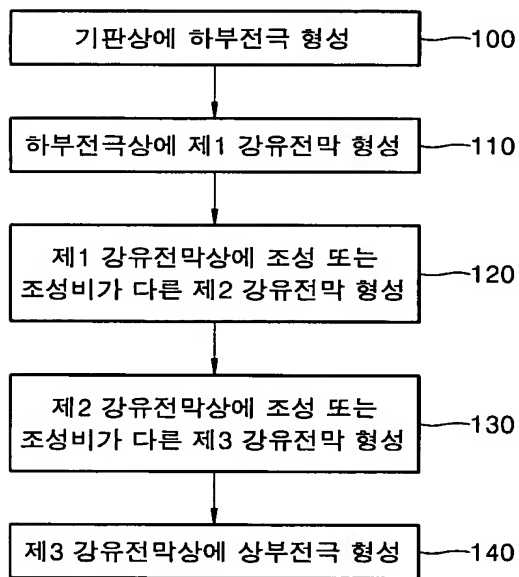 기판상에 하부전극 형성
100
하부전극상에 제1 강유전막 형성
110
제1 강유전막상에 조성 또는
조성비가 다른 제2 강유전막 형성
120
제2 강유전막상에 조성 또는
조성비가 다른 제3 강유전막 형성
130
제3 강유전막상에 상부전극 형성
140